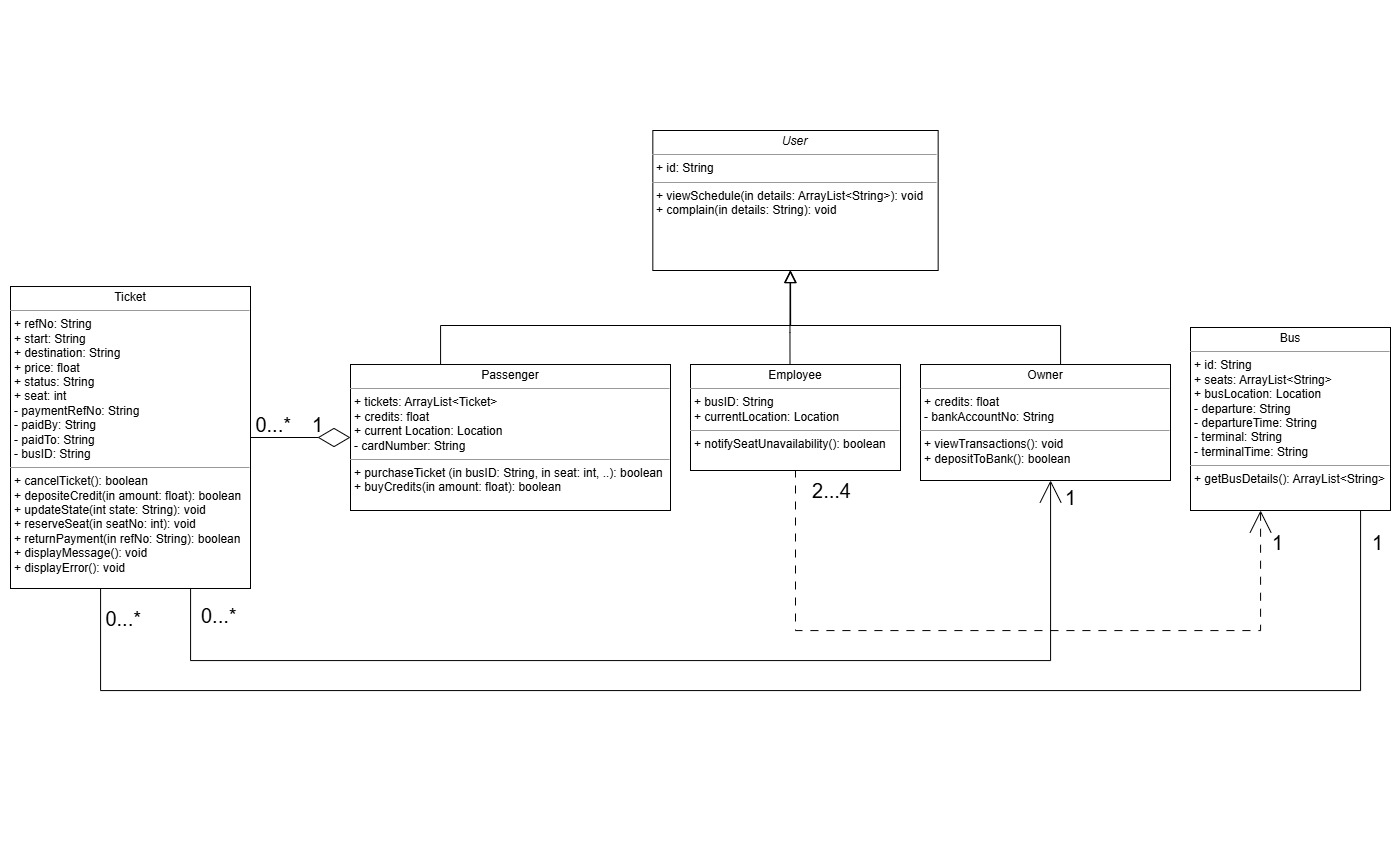 User
+ id: String
+ viewSchedule(in details: ArrayList<String>): void
+ complain(in details: String): void
Ticket
+ refNo: String
+ start: String
+ destination: String
+ price: float
+ status: String
+ seat: int
- paymentRefNo: String
- paidBy: String
- paidTo: String
- busID: String
+ cancelTicket(): boolean
+ depositeCredit(in amount: float): boolean
+ updateState(int state: String): void
+ reserveSeat(in seatNo: int): void
+ returnPayment(in refNo: String): boolean
+ displayMessage(): void
+ displayError(): void
0...*
1
Passenger
+ tickets: ArrayList<Ticket>
+ credits: float
+ current Location: Location
- cardNumber: String
+ purchaseTicket (in busID: String, in seat: int, ..): boolean
+ buyCredits(in amount: float): boolean
Employee
+ busID: String
+ currentLocation: Location
+ notifySeatUnavailability(): boolean
2...4
Owner
+ credits: float
- bankAccountNo: String
+ viewTransactions(): void
+ depositToBank(): boolean
1
Bus
+ id: String
+ seats: ArrayList<String>
+ busLocation: Location
- departure: String
- departureTime: String
- terminal: String
- terminalTime: String
+ getBusDetails(): ArrayList<String>
1
1
0...*
0...*